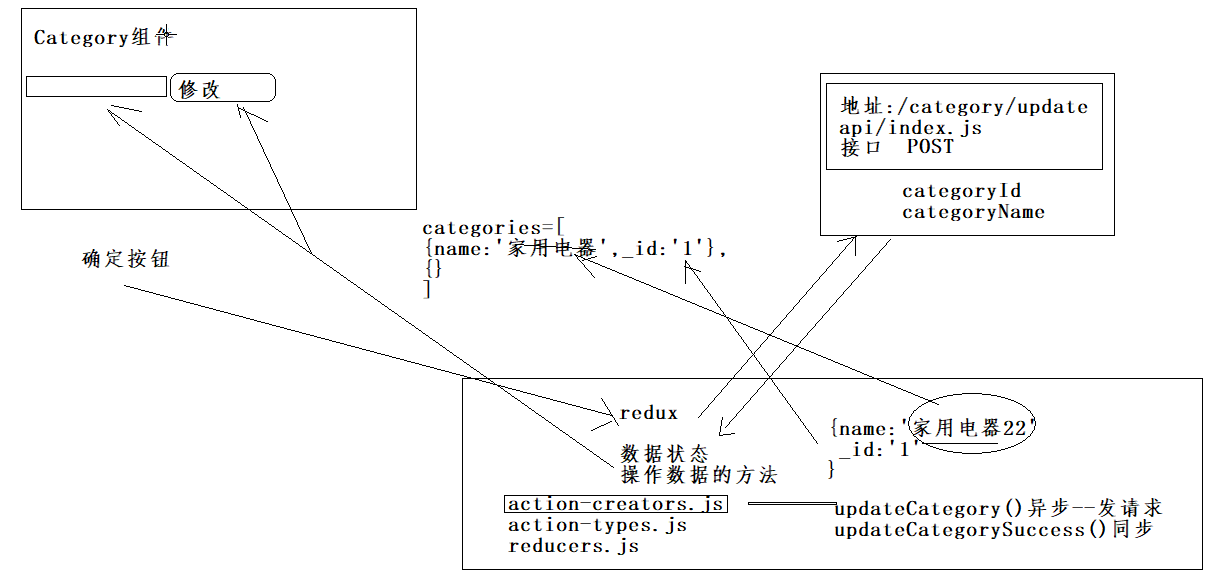 Category组件
修改
地址:/category/update
api/index.js
接口 POST
categoryId
categoryName
categories=[
{name:'家用电器',_id:'1'},
{}
]
确定按钮
redux
数据状态
操作数据的方法
{name:'家用电器22'
_id:'1'
}
action-creators.js
action-types.js
reducers.js
updateCategory()异步--发请求
updateCategorySuccess()同步